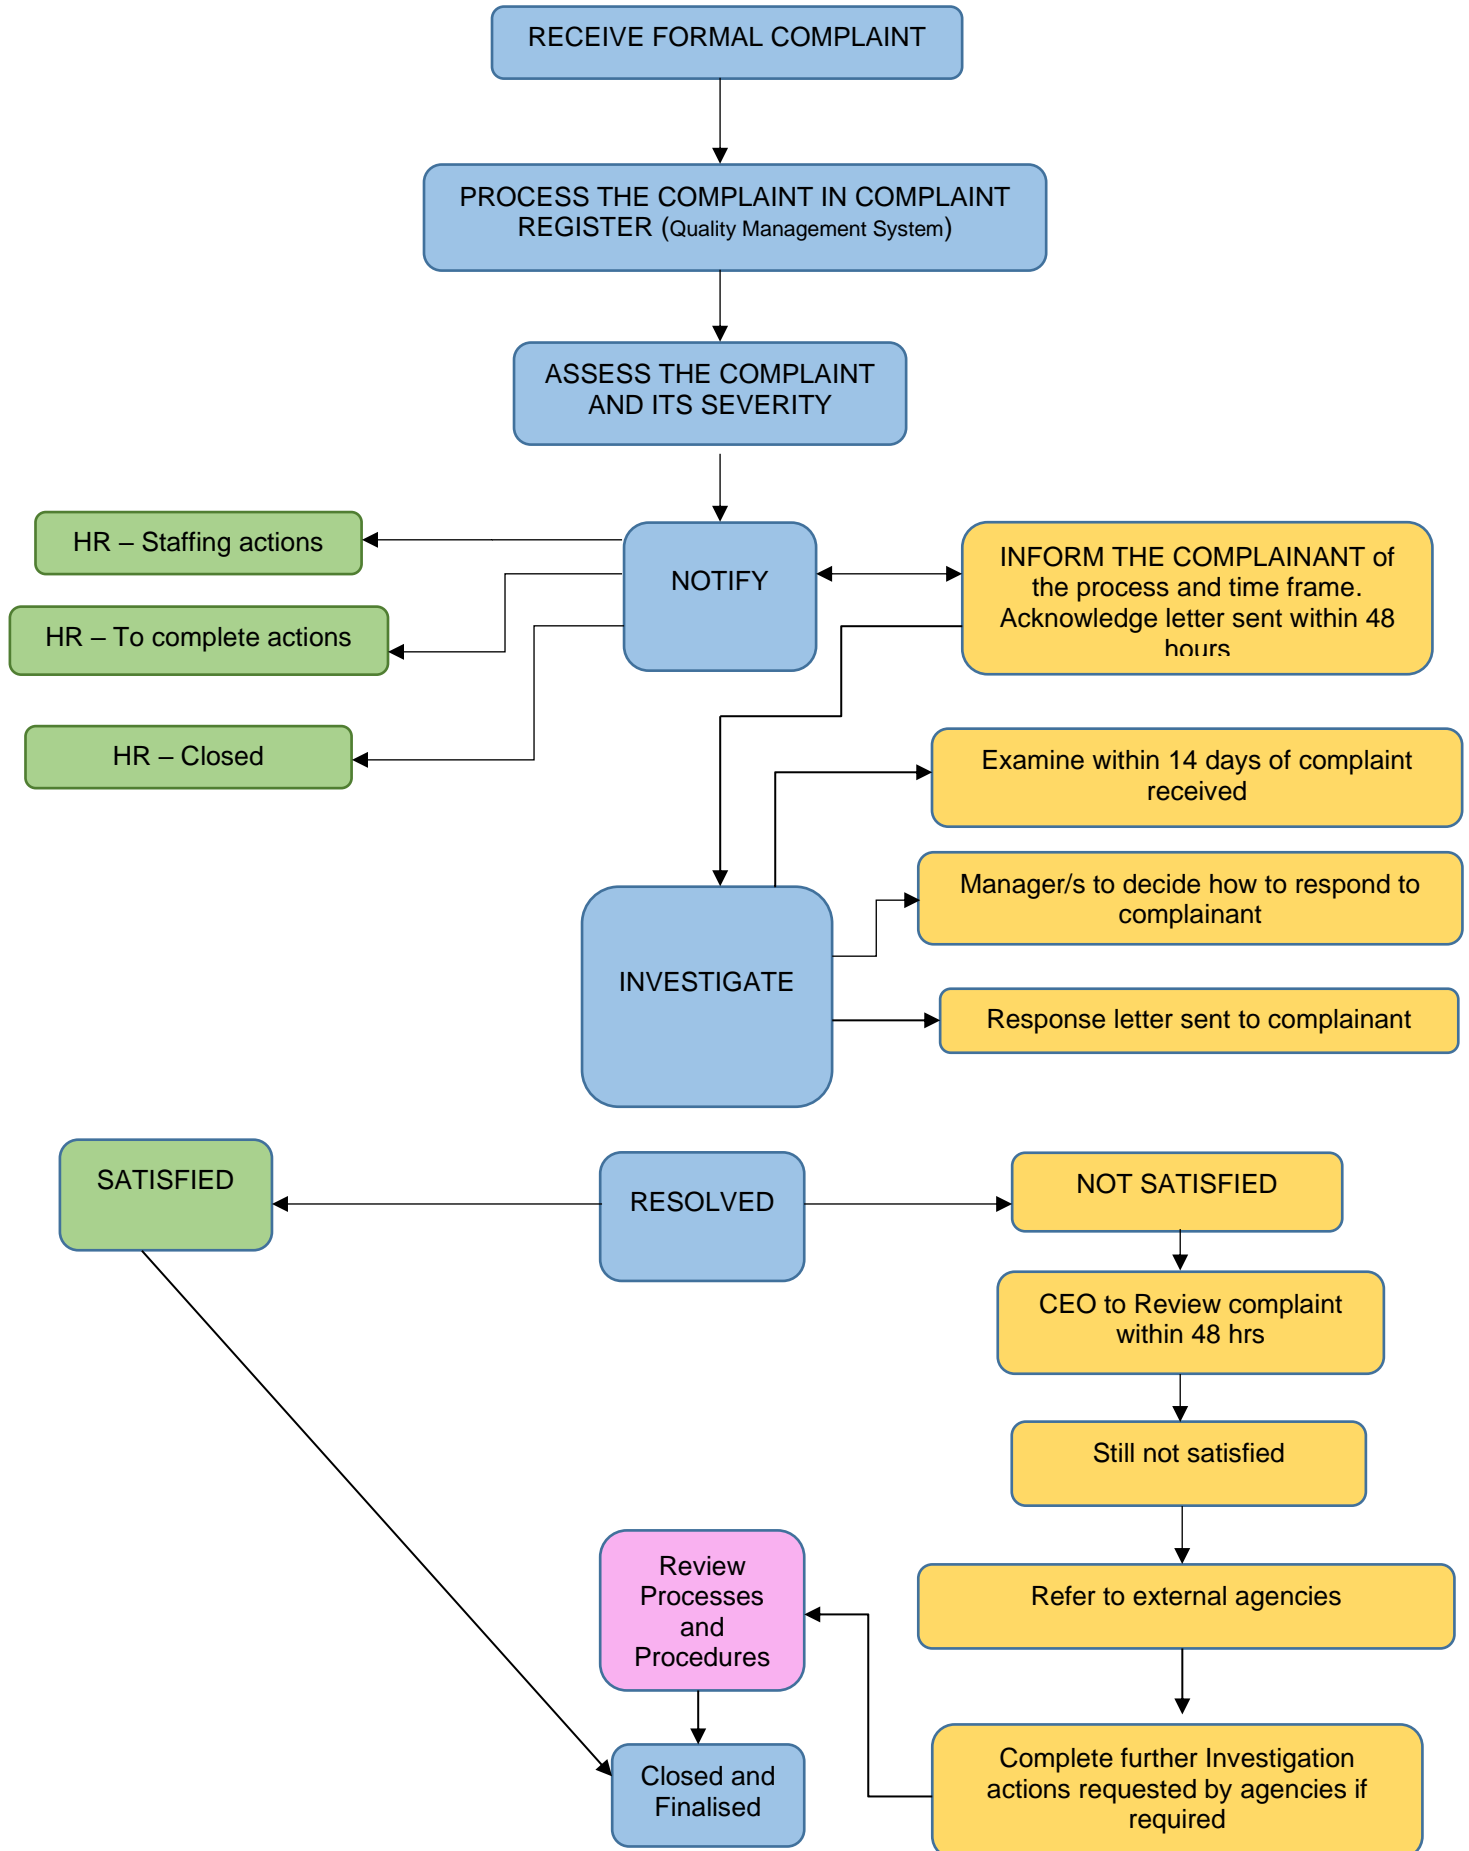 RECEIVE FORMAL COMPLAINT
PROCESS THE COMPLAINT IN COMPLAINT
REGISTER (Quality Management System)
ASSESS THE COMPLAINT
AND ITS SEVERITY
HR – Staffing actions
HR – To complete actions
HR – Closed
NOTIFY
INFORM THE COMPLAINANT of
the process and time frame.
Acknowledge letter sent within 48
hours
Examine within 14 days of complaint
received
Manager/s to decide how to respond to
complainant
INVESTIGATE
Response letter sent to complainant
SATISFIED
RESOLVED
NOT SATISFIED
CEO to Review complaint
within 48 hrs
Still not satisfied
Refer to external agencies
Review
Processes
and
Procedures
Complete further Investigation
actions requested by agencies if
required
Closed and
Finalised